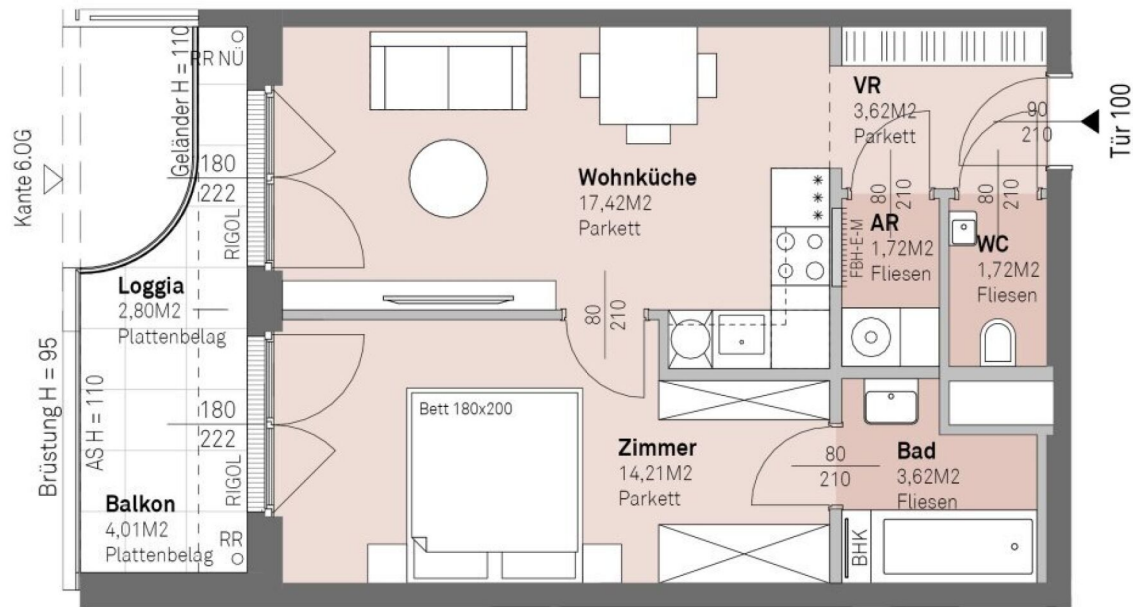 Kante 6.OG
Geländer H = 110
RR NÜ
180
222
RIGOL
Loggia
2,80M2
Plattenbelag
Brüstung H = 95
AS H = 110
180
222
RIGOL
Balkon
4,01M2
Plattenbelag
RR
Wohnküche
17,42M2
Parkett
80
210
Bett 180x200
Zimmer
14,21M2
Parkett
VR
3,62M2
Parkett
90
210
Tür 100
80
210
80
210
FBH-E-M
AR
1,72M2
Fliesen
WC
1,72M2
Fliesen
80
210
Bad
3,62M2
Fliesen
BHK